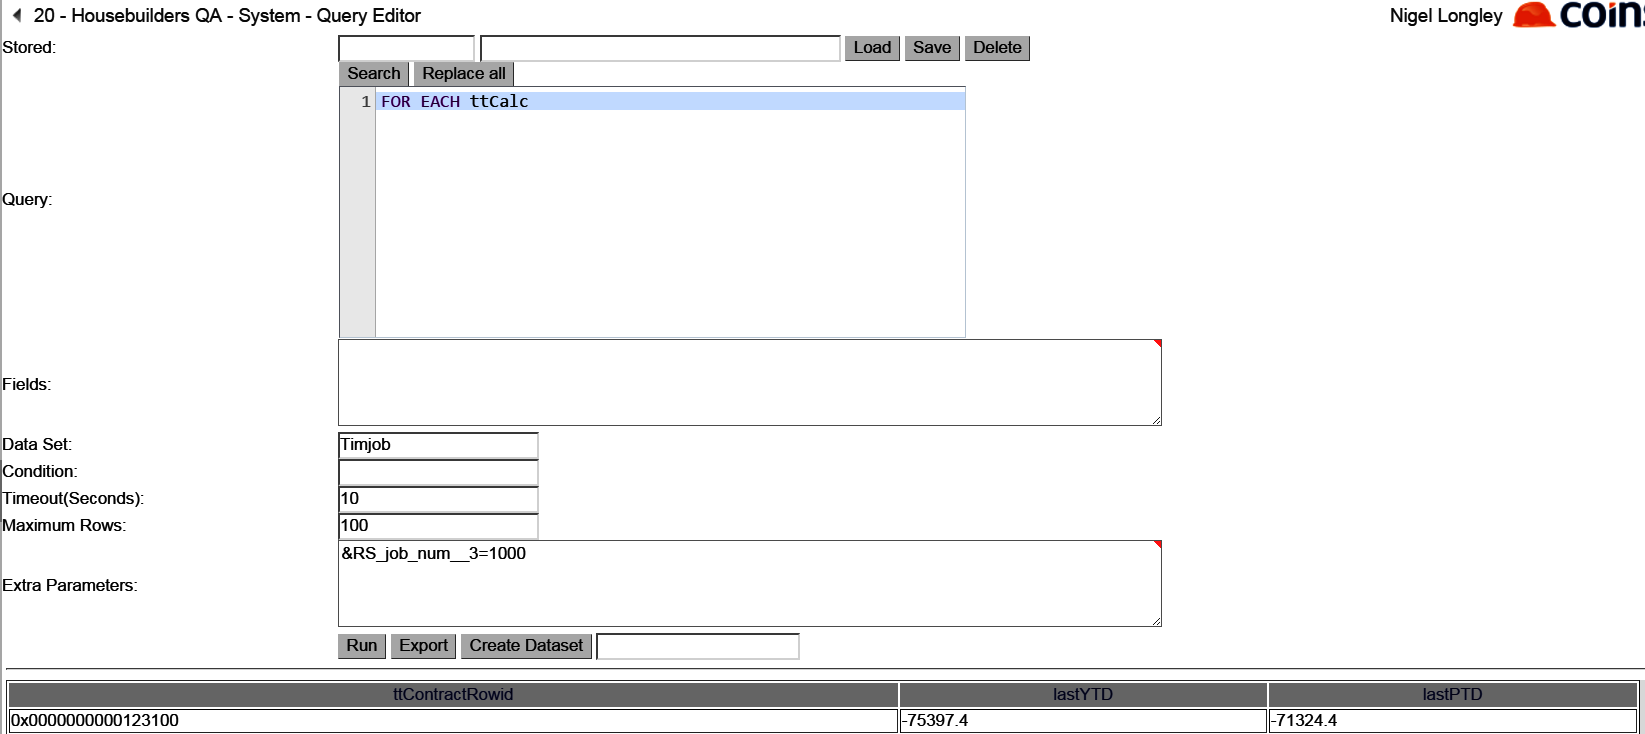 20 - Housebuilders QA - System - Query Editor
Nigel Longley
coins
Stored:
Load Save Delete
Search Replace all
1 FOR EACH ttCalc
Query:
Fields:
Data Set: Timjob
Condition:
Timeout(Seconds): 10
Maximum Rows: 100
&RS_job_num__3=1000
Extra Parameters:
Run Export Create Dataset
ttContractRowid lastYTD lastPTD
0x0000000000123100 -75397.4 -71324.4